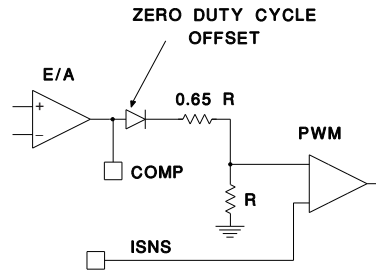 ZERO DUTY CYCLE
OFFSET
E/A
+
−
0.65 R
PWM
COMP
R
ISNS